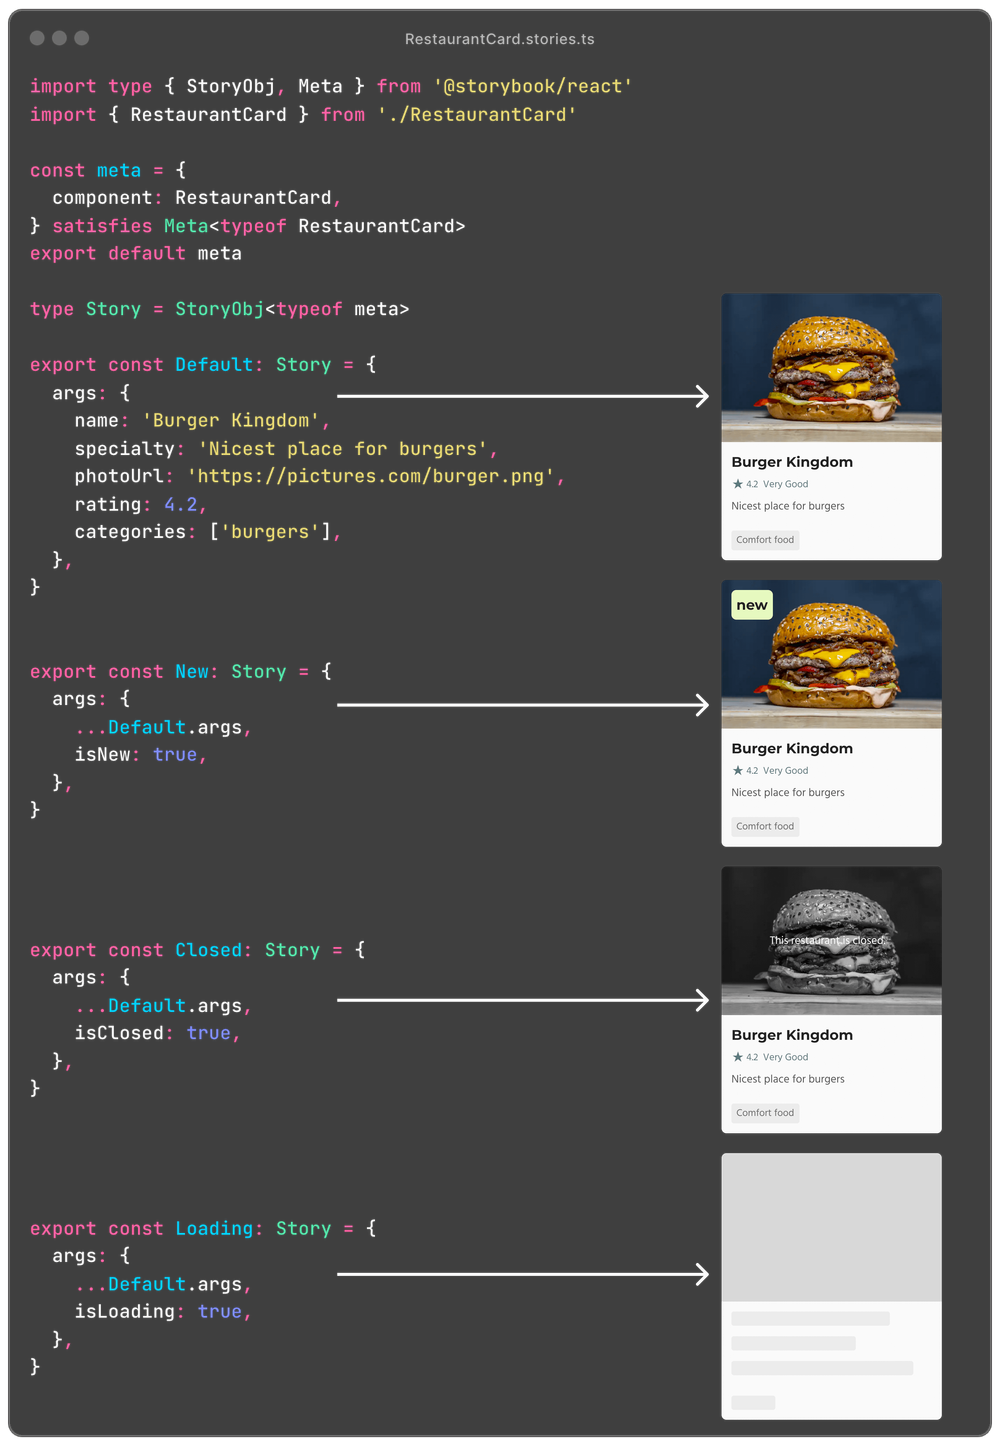 RestaurantCard.stories.ts
import type { StoryObj, Meta } from '@storybook/react'
import { RestaurantCard } from './RestaurantCard'
const meta = {
  component: RestaurantCard,
} satisfies Meta<typeof RestaurantCard>
export default meta
type Story = StoryObj<typeof meta>
export const Default: Story = {
  args: {
    name: 'Burger Kingdom',
    specialty: 'Nicest place for burgers',
    photoUrl: 'https://pictures.com/burger.png',
    rating: 4.2,
    categories: ['burgers'],
  },
}
Burger Kingdom
★ 4.2 Very Good
Nicest place for burgers
Comfort food
export const New: Story = {
  args: {
    ...Default.args,
    isNew: true,
  },
}
new
Burger Kingdom
★ 4.2 Very Good
Nicest place for burgers
Comfort food
export const Closed: Story = {
  args: {
    ...Default.args,
    isClosed: true,
  },
}
This restaurant is closed.
Burger Kingdom
★ 4.2 Very Good
Nicest place for burgers
Comfort food
export const Loading: Story = {
  args: {
    ...Default.args,
    isLoading: true,
  },
}